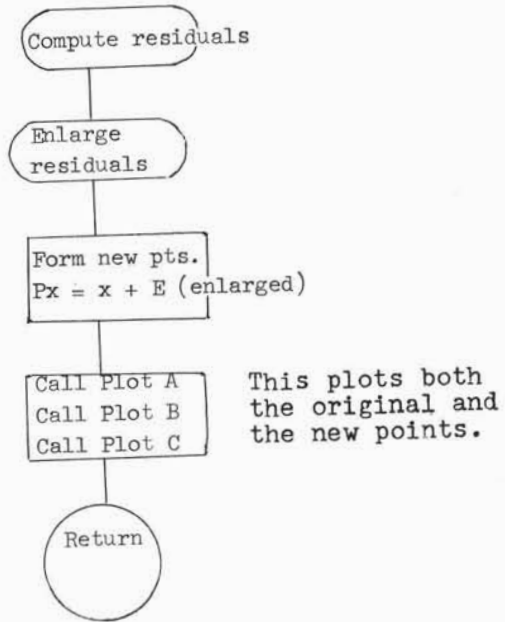 Compute residuals
Enlarge
residuals
Form new pts.
Px = x + E (enlarged)
Call Plot A
Call Plot B
Call Plot C
This plots both
the original and
the new points.
Return